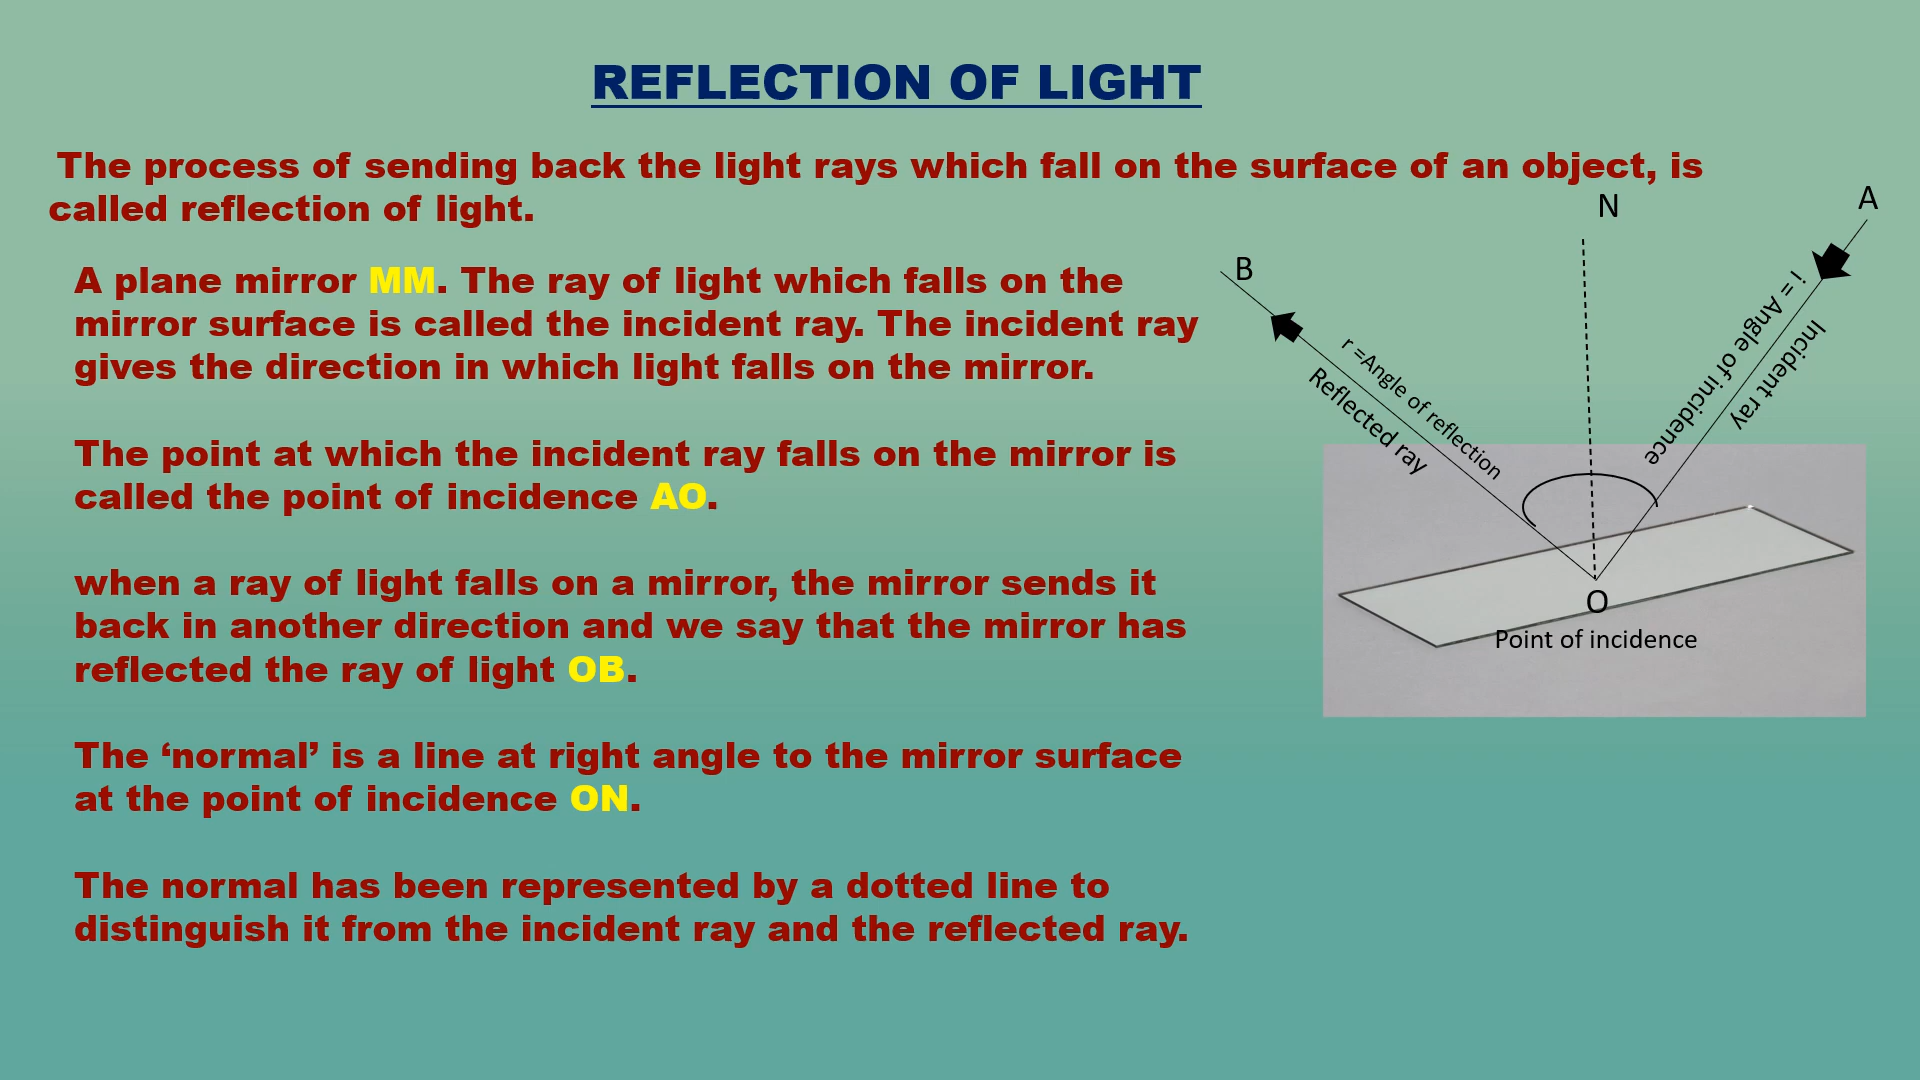 REFLECTION OF LIGHT
The process of sending back the light rays which fall on the surface of an object, is
called reflection of light.
A plane mirror MM. The ray of light which falls on the
mirror surface is called the incident ray. The incident ray
gives the direction in which light falls on the mirror.
The point at which the incident ray falls on the mirror is
called the point of incidence AO.
when a ray of light falls on a mirror, the mirror sends it
back in another direction and we say that the mirror has
reflected the ray of light OB.
The ‘normal’ is a line at right angle to the mirror surface
at the point of incidence ON.
The normal has been represented by a dotted line to
distinguish it from the incident ray and the reflected ray.
N
A
B
r =Angle of reflection
Reflected ray
i = Angle of incidence
Incident ray
O
Point of incidence